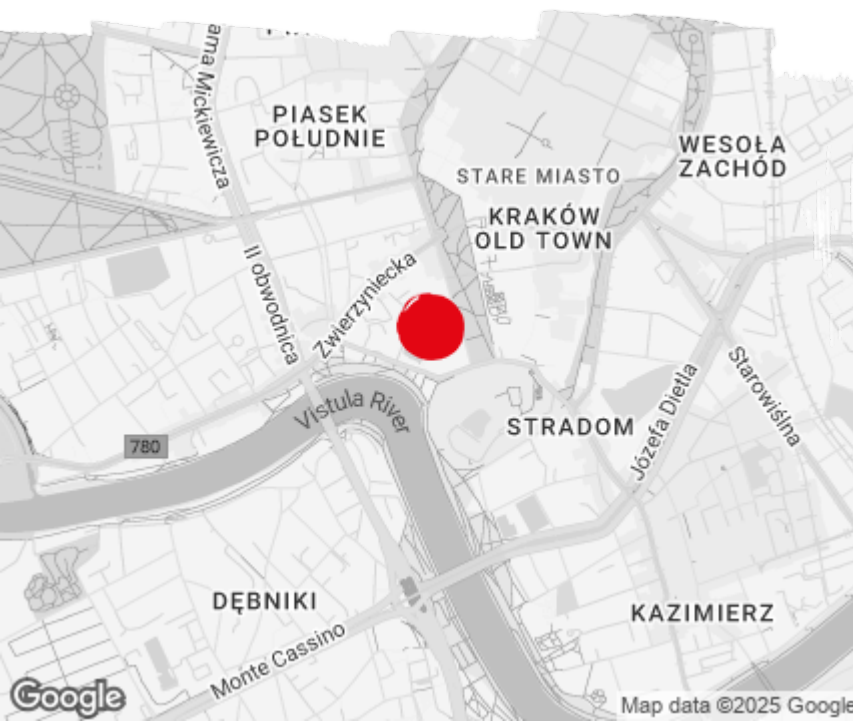 ama Mickiewicza
PIASEK
POŁUDNIE
WESOŁA
ZACHÓD
STARE MIASTO
KRAKÓW
OLD TOWN
II obwodnica
Zwierzyniecka
Vistula River
STRADOM
Józefa Dietla
Starowiślna
780
DĘBNIKI
KAZIMIERZ
Monte Cassino
Google
Map data ©2025 Google